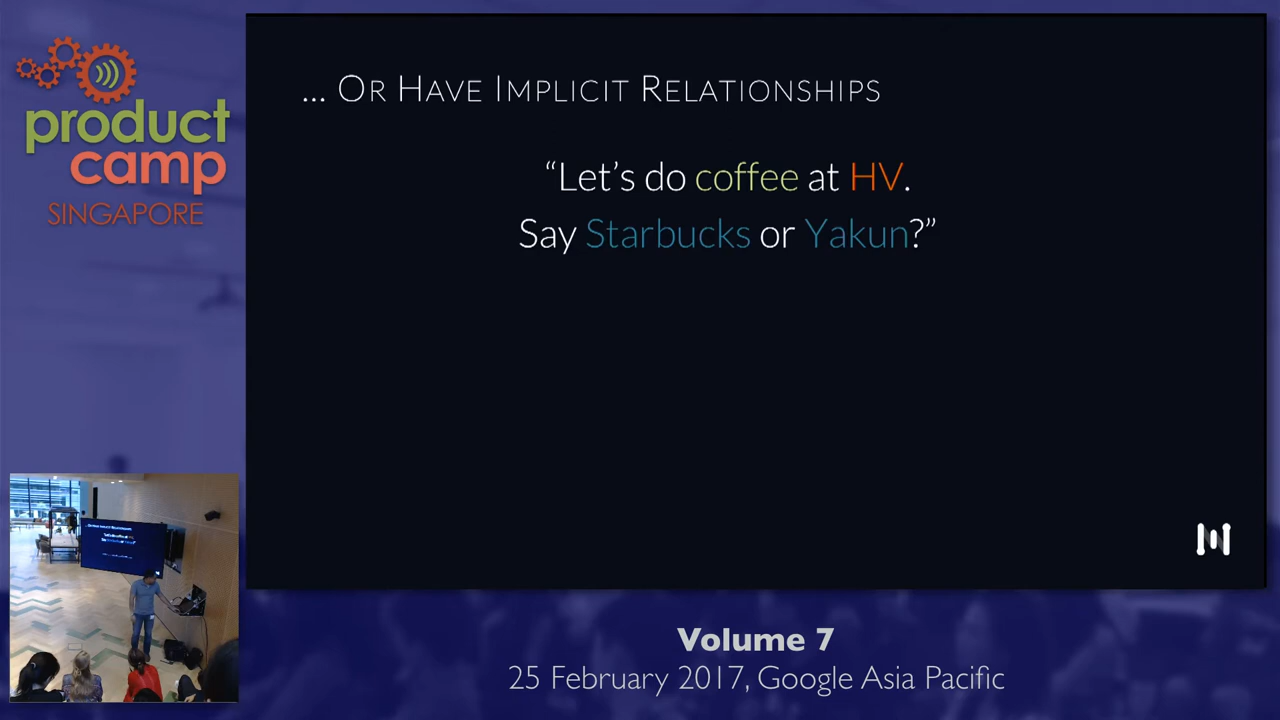 product
camp
SINGAPORE
... OR HAVE IMPLICIT RELATIONSHIPS
“Let’s do coffee at HV.
Say Starbucks or Yakun?”
Volume 7
25 February 2017, Google Asia Pacific